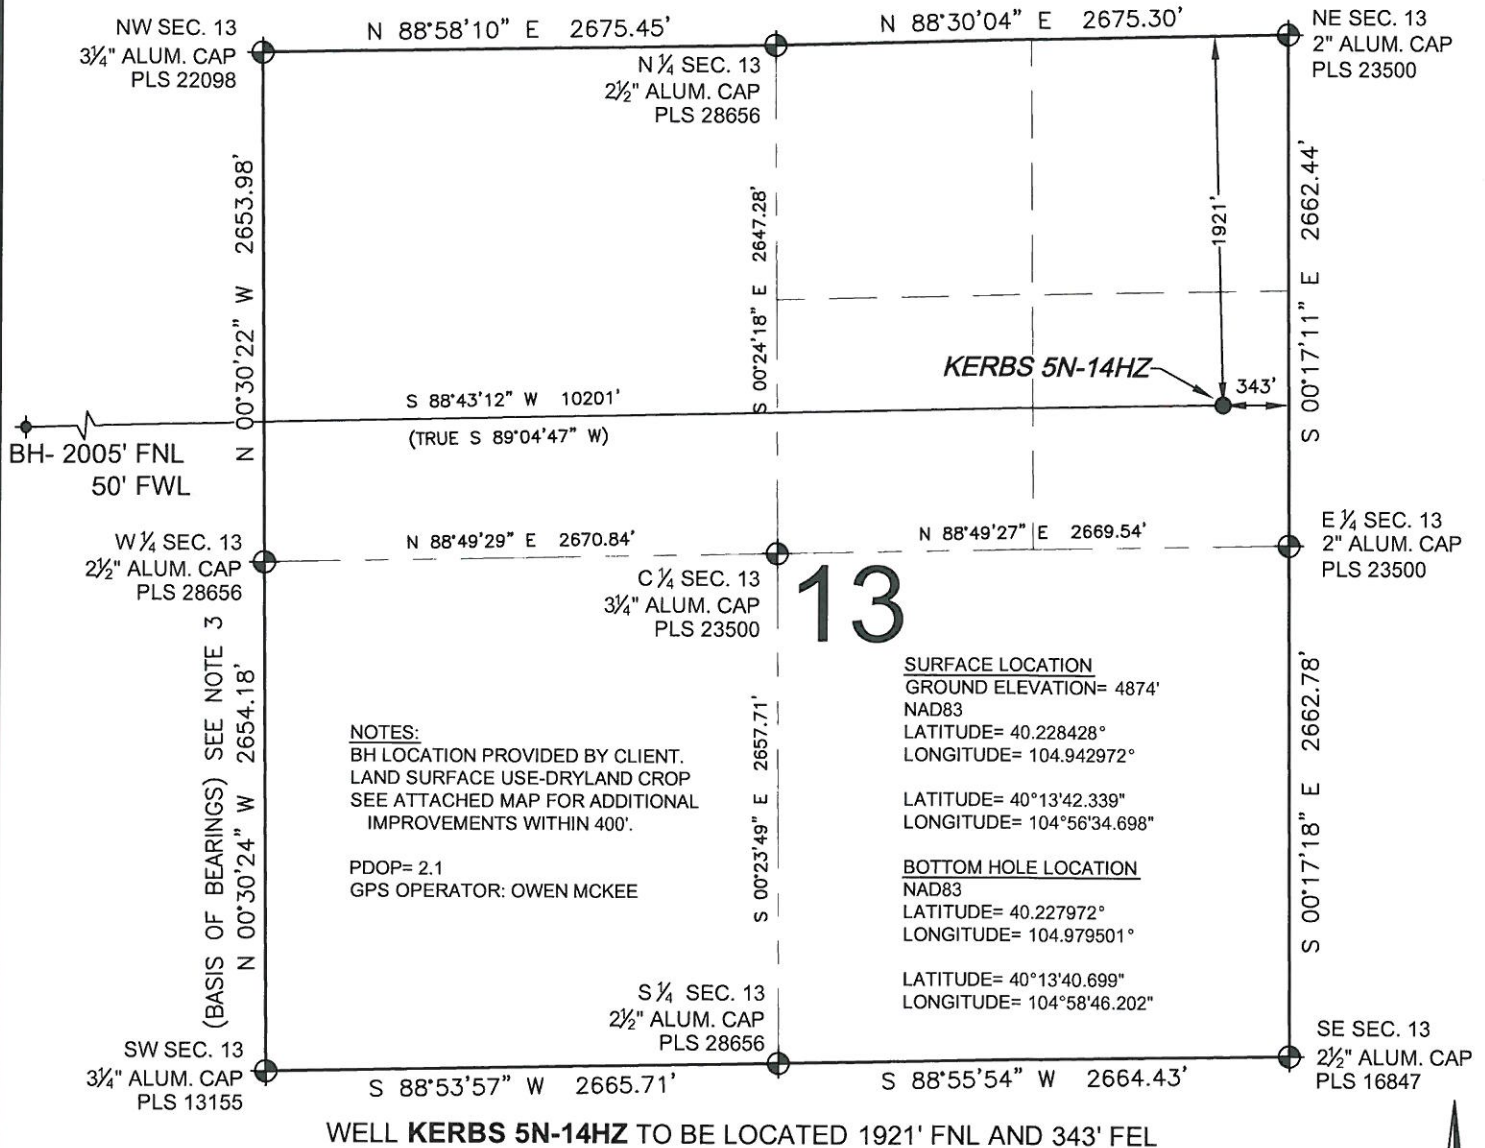 N 88°58'10" E 2675.45'
N 88°30'04" E 2675.30'
NW SEC. 13
3¼" ALUM. CAP
PLS 22098
N ¼ SEC. 13
2½" ALUM. CAP
PLS 28656
NE SEC. 13
2" ALUM. CAP
PLS 23500
N 00°30'22" W 2653.98'
S 00°24'18" E 2647.28'
1921'
S 00°17'11" E 2662.44'
KERBS 5N-14HZ
343'
S 88°43'12" W 10201'
(TRUE S 89°04'47" W)
BH- 2005' FNL
50' FWL
W ¼ SEC. 13
2½" ALUM. CAP
PLS 28656
N 88°49'29" E 2670.84'
N 88°49'27" E 2669.54'
E ¼ SEC. 13
2" ALUM. CAP
PLS 23500
C ¼ SEC. 13
3¼" ALUM. CAP
PLS 23500
13
(BASIS OF BEARINGS) SEE NOTE 3
N 00°30'24" W 2654.18'
NOTES:
BH LOCATION PROVIDED BY CLIENT.
LAND SURFACE USE-DRYLAND CROP
SEE ATTACHED MAP FOR ADDITIONAL
IMPROVEMENTS WITHIN 400'.
PDOP= 2.1
GPS OPERATOR: OWEN MCKEE
S 00°23'49" E 2657.71'
SURFACE LOCATION
GROUND ELEVATION= 4874'
NAD83
LATITUDE= 40.228428°
LONGITUDE= 104.942972°
LATITUDE= 40°13'42.339"
LONGITUDE= 104°56'34.698"
BOTTOM HOLE LOCATION
NAD83
LATITUDE= 40.227972°
LONGITUDE= 104.979501°
LATITUDE= 40°13'40.699"
LONGITUDE= 104°58'46.202"
S 00°17'18" E 2662.78'
S ¼ SEC. 13
2½" ALUM. CAP
PLS 28656
SW SEC. 13
3¼" ALUM. CAP
PLS 13155
SE SEC. 13
2½" ALUM. CAP
PLS 16847
S 88°53'57" W 2665.71'
S 88°55'54" W 2664.43'
WELL KERBS 5N-14HZ TO BE LOCATED 1921' FNL AND 343' FEL